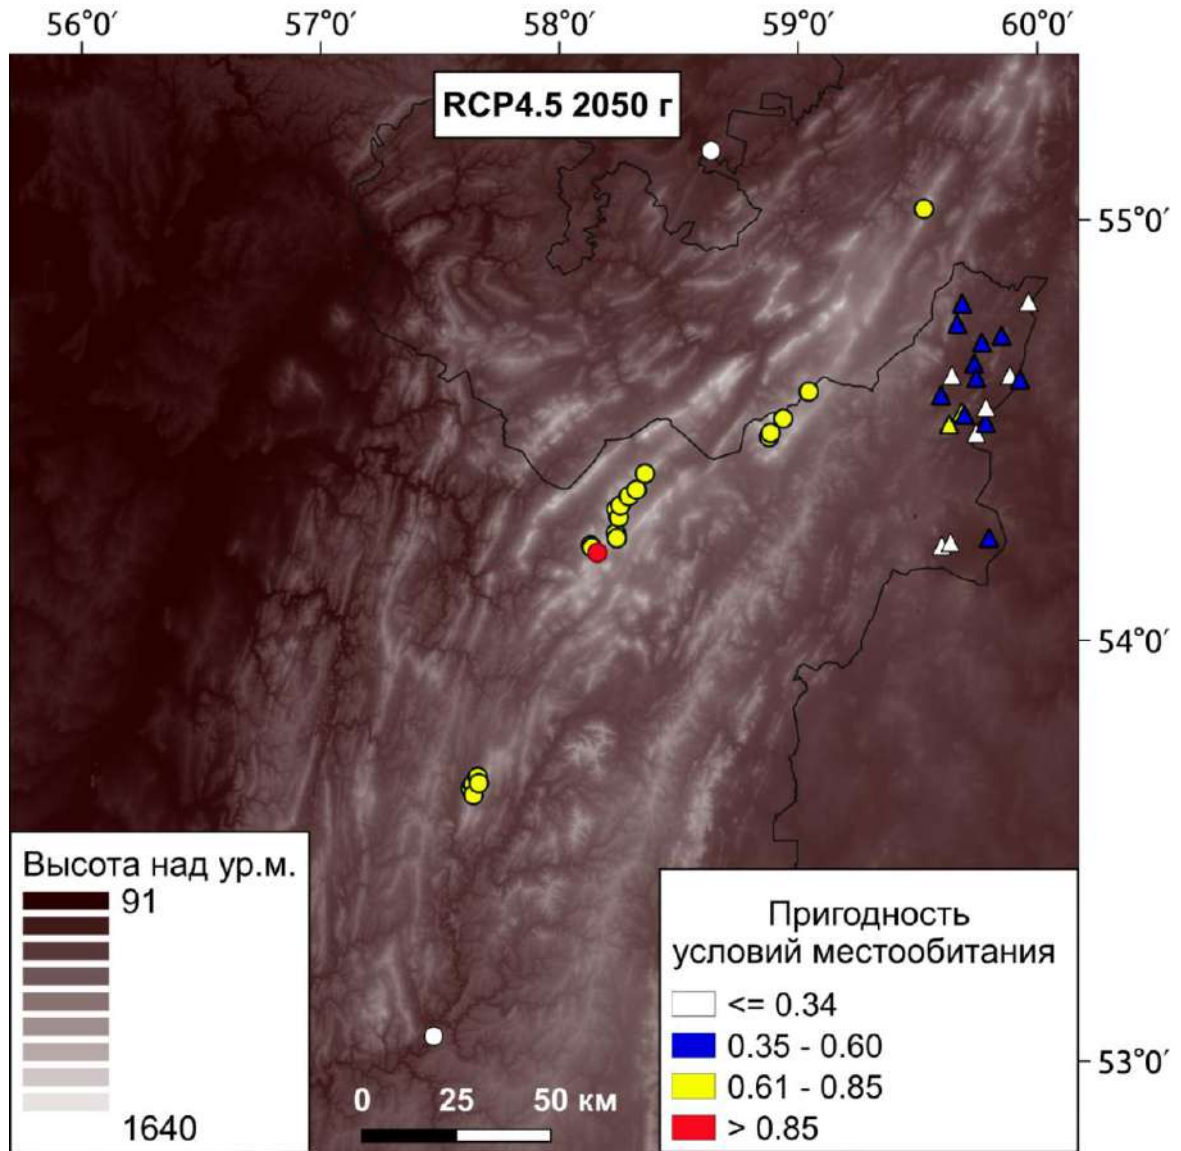 56°0′ 57°0′ 58°0′ 59°0′ 60°0′
RCP4.5 2050 г
55°0′
54°0′
53°0′
Высота над ур.м.
91
1640
0 25 50 км
Пригодность
условий местообитания
<= 0.34
0.35 - 0.60
0.61 - 0.85
> 0.85